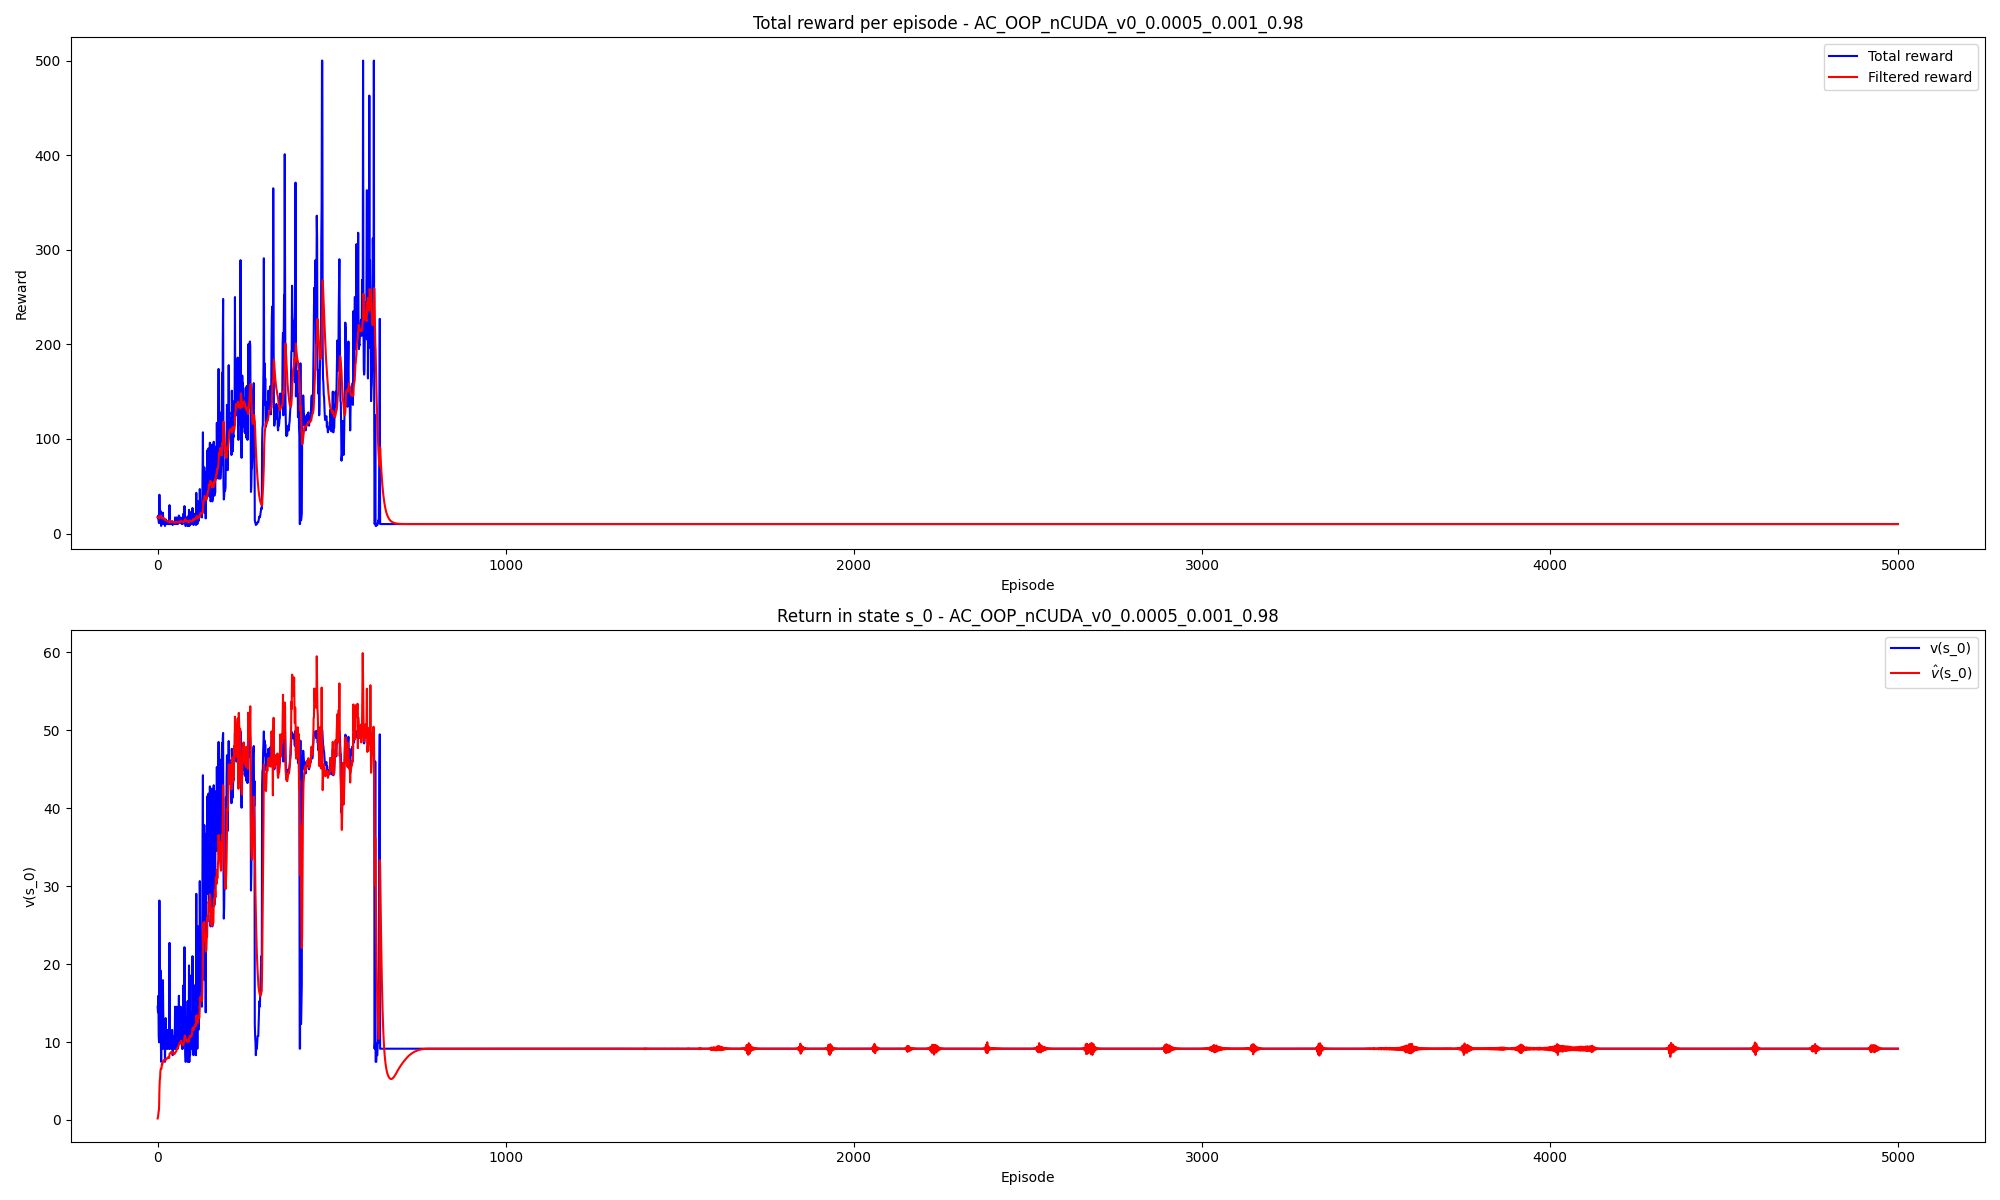 Total reward per episode - AC_OOP_nCUDA_v0_0.0005_0.001_0.98
Total reward
Filtered reward
Reward
500
400
300
200
100
0
0 1000 2000 3000 4000 5000
Episode
Return in state s_0 - AC_OOP_nCUDA_v0_0.0005_0.001_0.98
v(s_0)
v̂(s_0)
v(s_0)
60
50
40
30
20
10
0
0 1000 2000 3000 4000 5000
Episode